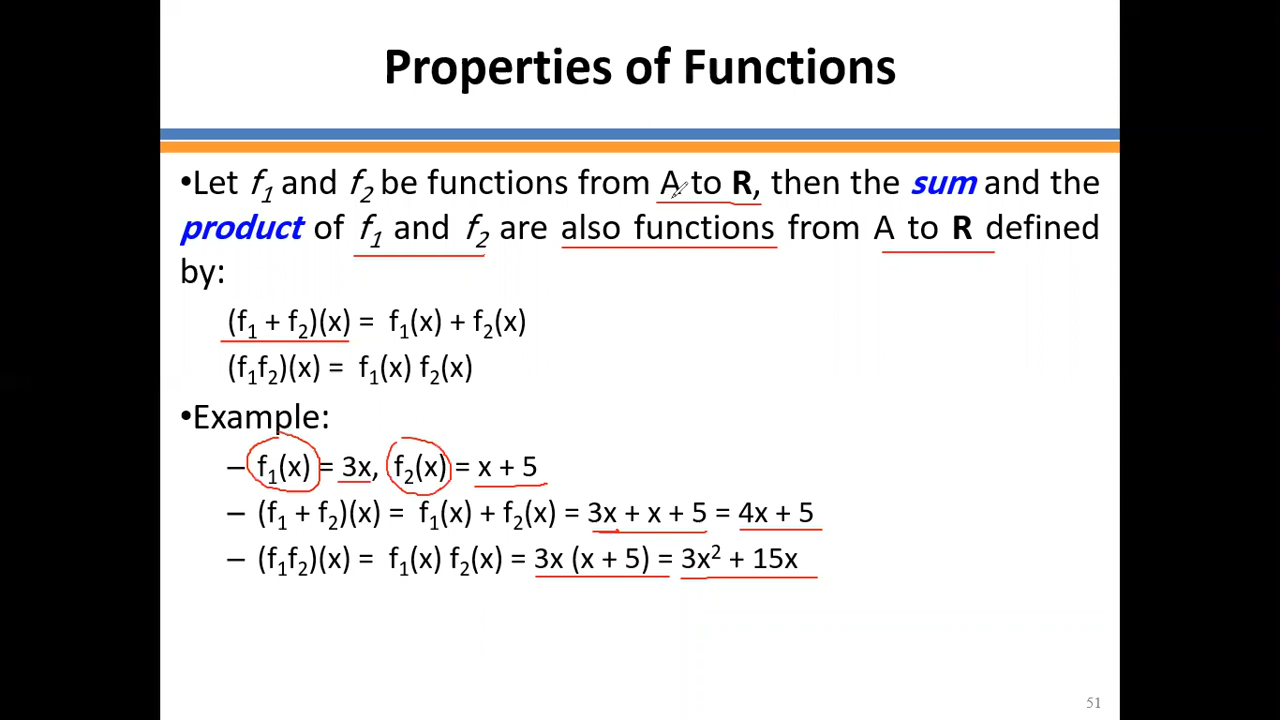 Properties of Functions
•Let f₁ and f₂ be functions from A to R, then the sum and the
product of f₁ and f₂ are also functions from A to R defined
by:
(f₁ + f₂)(x) = f₁(x) + f₂(x)
(f₁f₂)(x) = f₁(x) f₂(x)
•Example:
– f₁(x) = 3x, f₂(x) = x + 5
– (f₁ + f₂)(x) = f₁(x) + f₂(x) = 3x + x + 5 = 4x + 5
– (f₁f₂)(x) = f₁(x) f₂(x) = 3x (x + 5) = 3x² + 15x
51